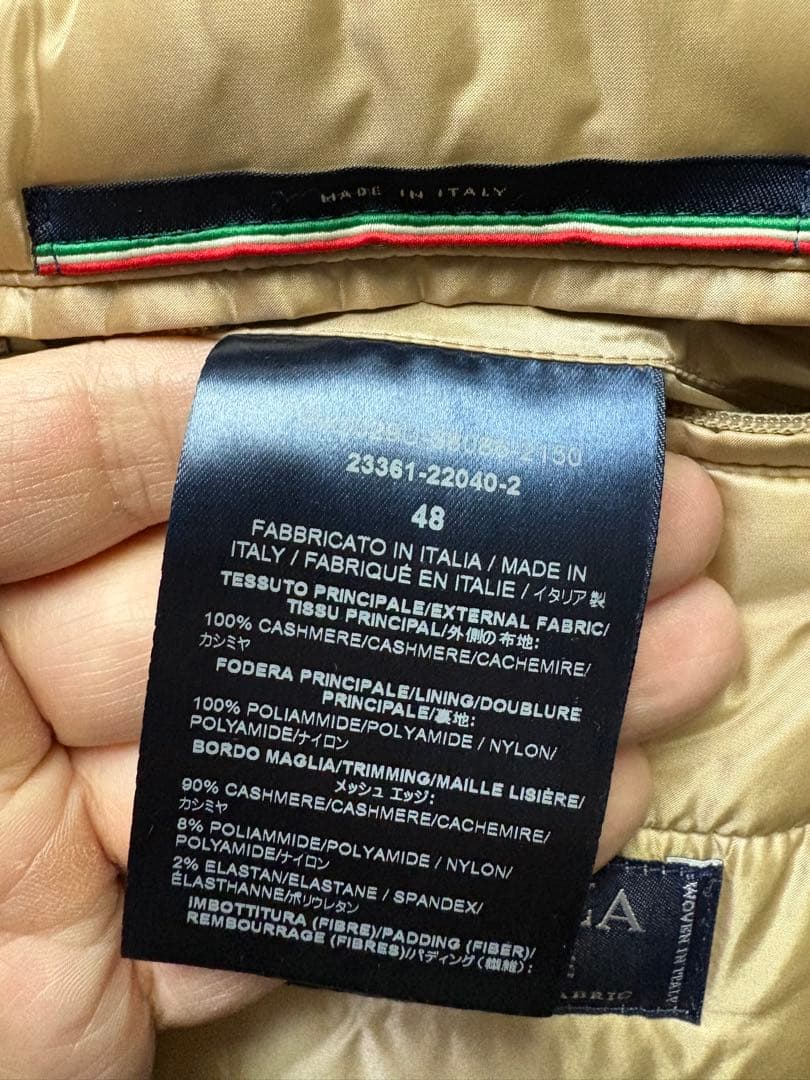 MADE IN ITALY
23361-22040-2
48
FABBRICATO IN ITALIA / MADE IN
ITALY / FABRIQUÉ EN ITALIE / イタリア製
TESSUTO PRINCIPALE/EXTERNAL FABRIC/
TISSU PRINCIPAL/外側の布地:
100% CASHMERE/CASHMERE/CACHEMIRE/
カシミヤ
FODERA PRINCIPALE/LINING/DOUBLURE
PRINCIPALE/裏地:
100% POLIAMMIDE/POLYAMIDE / NYLON/
POLYAMIDE/ナイロン
BORDO MAGLIA/TRIMMING/MAILLE LISIÈRE/
メッシュ エッジ:
90% CASHMERE/CASHMERE/CACHEMIRE/
カシミヤ
8% POLIAMMIDE/POLYAMIDE / NYLON/
POLYAMIDE/ナイロン
2% ELASTAN/ELASTANE / SPANDEX/
ÉLASTHANNE/ポリウレタン
IMBOTTITURA (FIBRE)/PADDING (FIBER)/
REMBOURRAGE (FIBRES)/パディング (繊維):
WOVEN IN ITALY